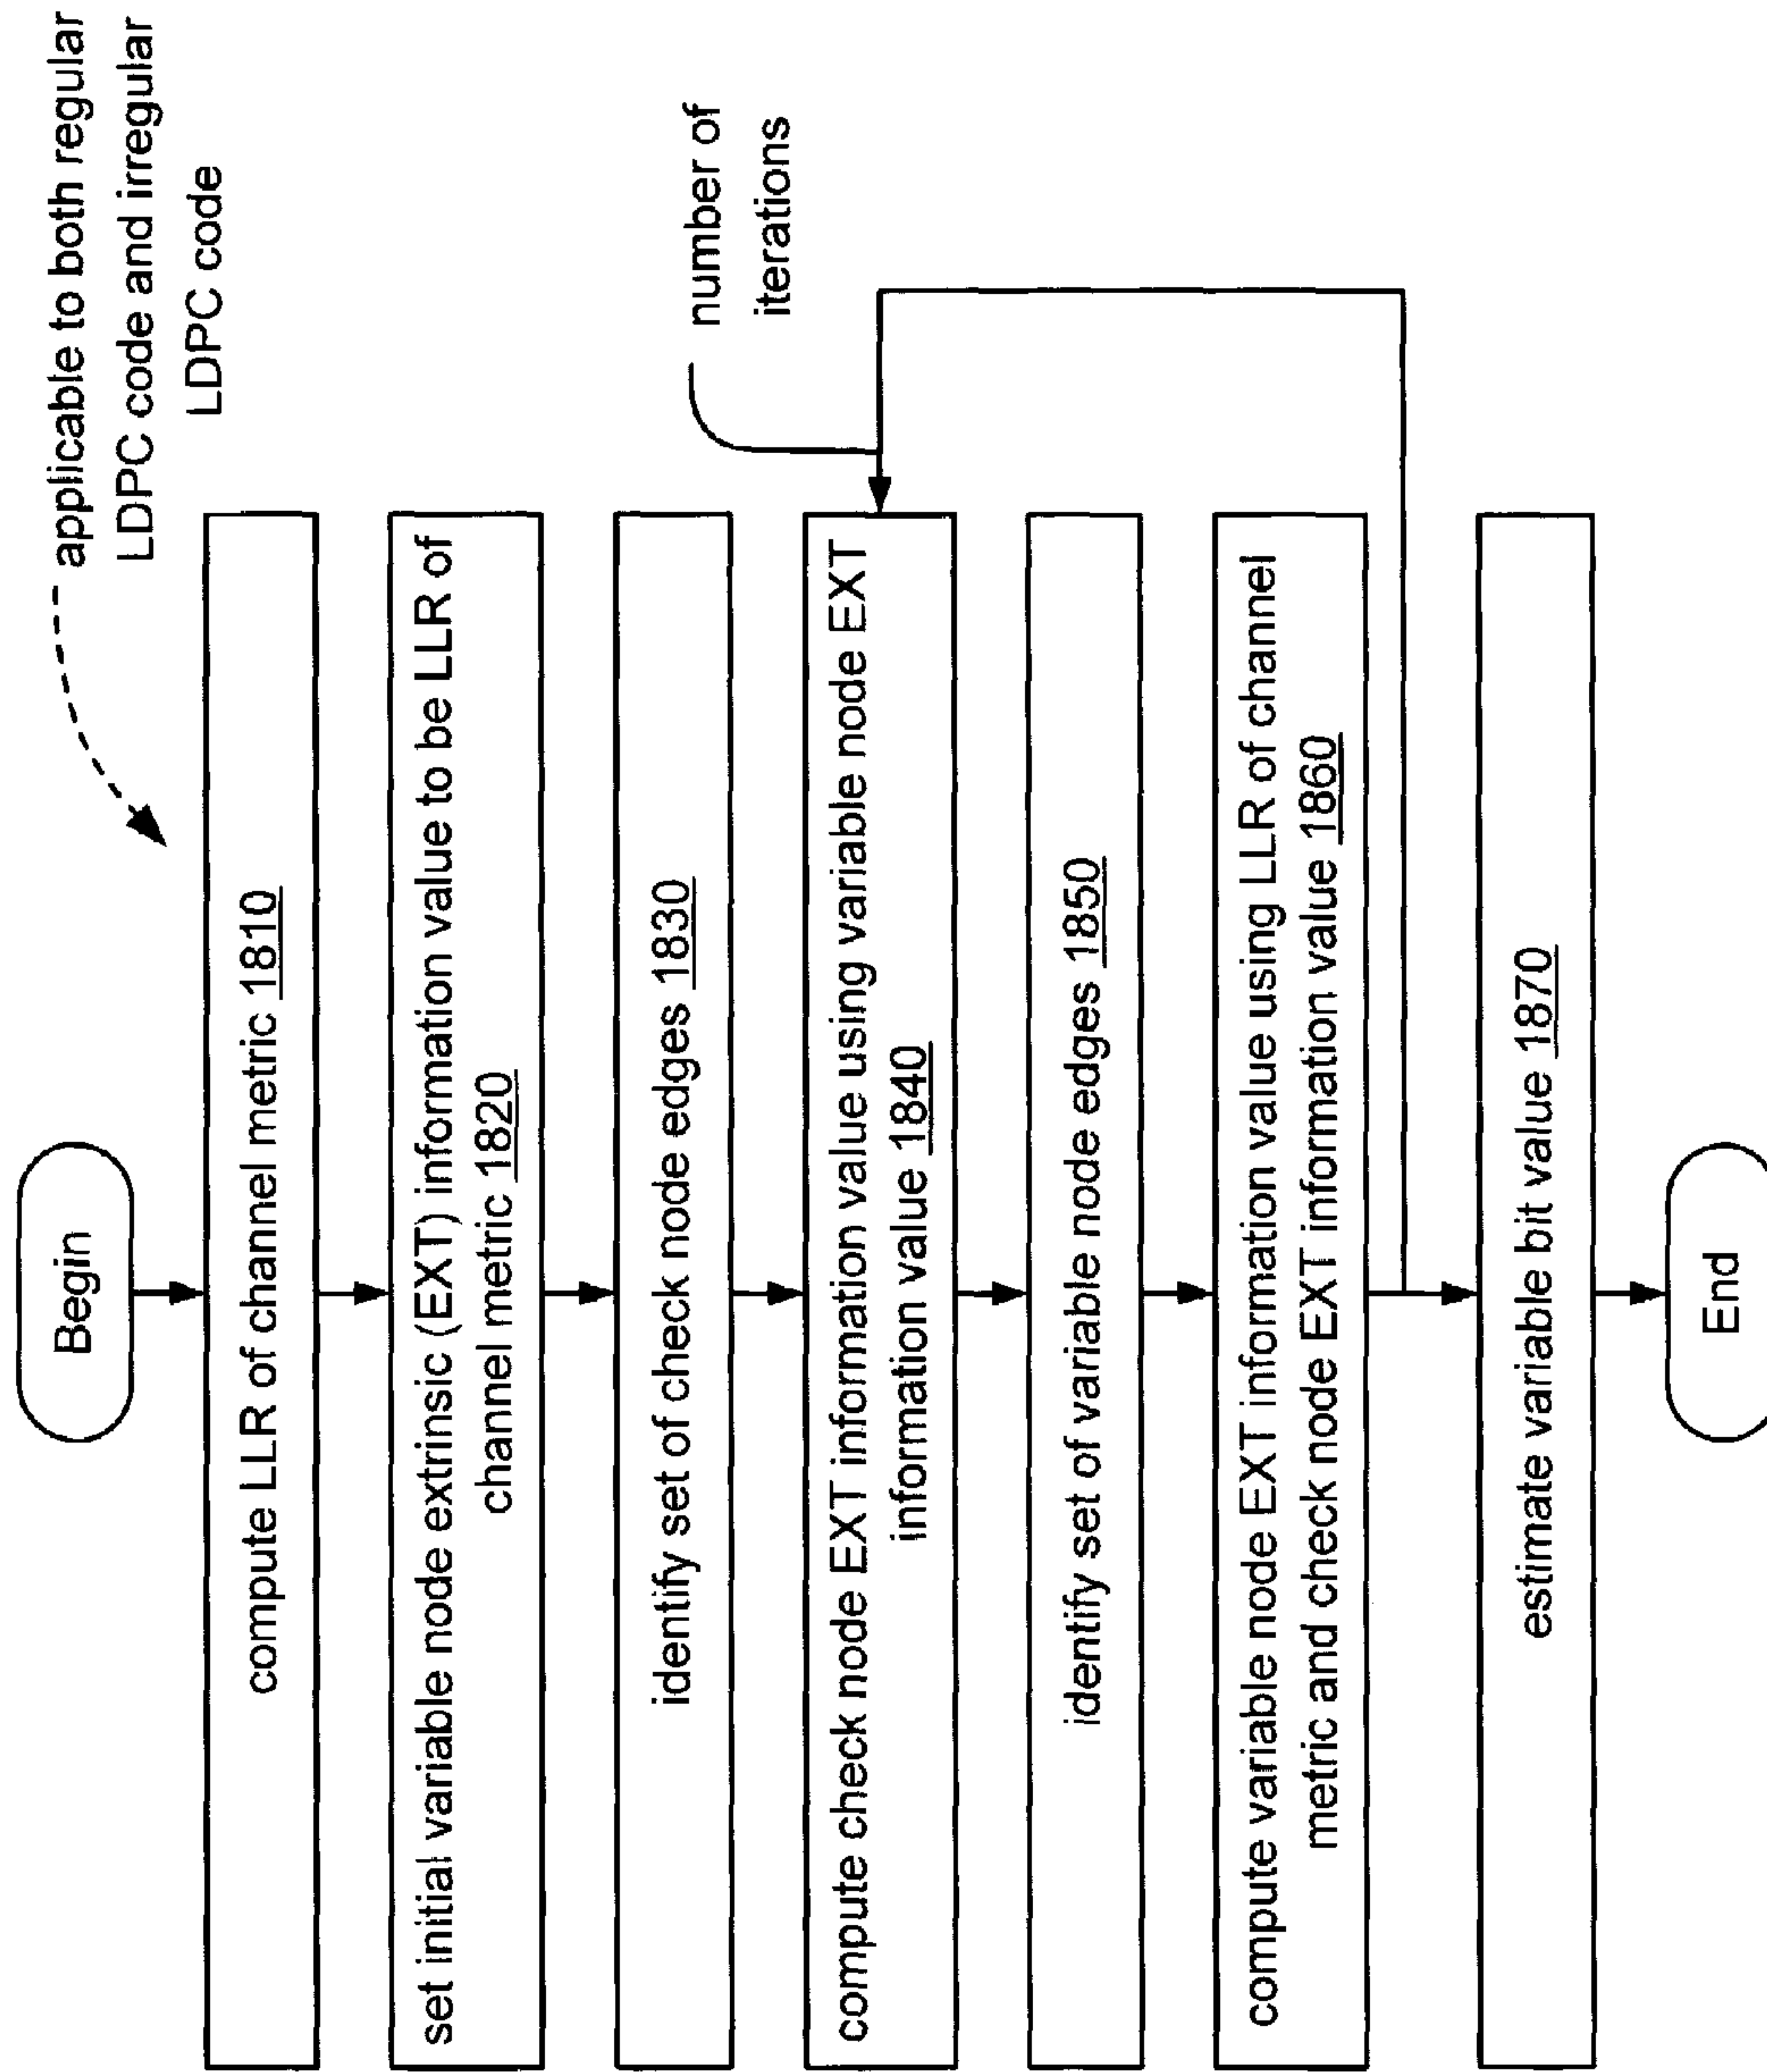 applicable to both regular
LDPC code and irregular
LDPC code
Begin
compute LLR of channel metric 1810
set initial variable node extrinsic (EXT) information value to be LLR of
channel metric 1820
identify set of check node edges 1830
number of
iterations
compute check node EXT information value using variable node EXT
information value 1840
identify set of variable node edges 1850
compute variable node EXT information value using LLR of channel
metric and check node EXT information value 1860
estimate variable bit value 1870
End